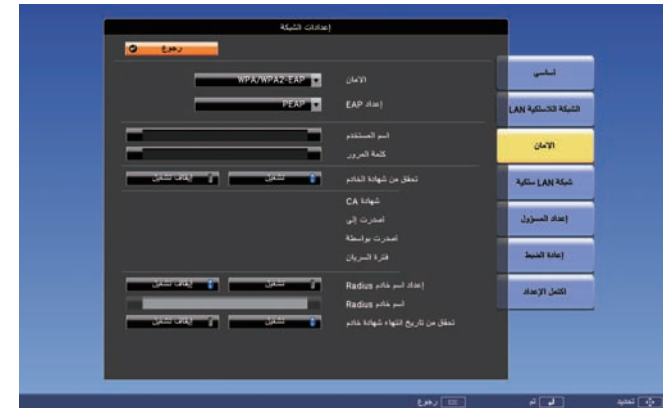 إعدادات الشبكة
رجوع
الأمان WPA/WPA2-EAP
إعداد EAP PEAP
اسم المستخدم
كلمة المرور
تحقق من شهادة الخادم تشغيل إيقاف تشغيل
شهادة CA
أصدرت إلى
أصدرت بواسطة
فترة السريان
إعداد اسم خادم Radius تشغيل إيقاف تشغيل
اسم خادم Radius
تحقق من تاريخ انتهاء شهادة خادم تشغيل إيقاف تشغيل
أساسي
الشبكة اللاسلكية LAN
الأمان
شبكة LAN سلكية
إعداد المسؤول
إعادة الضبط
اكتمل الإعداد
تحديد تم رجوع